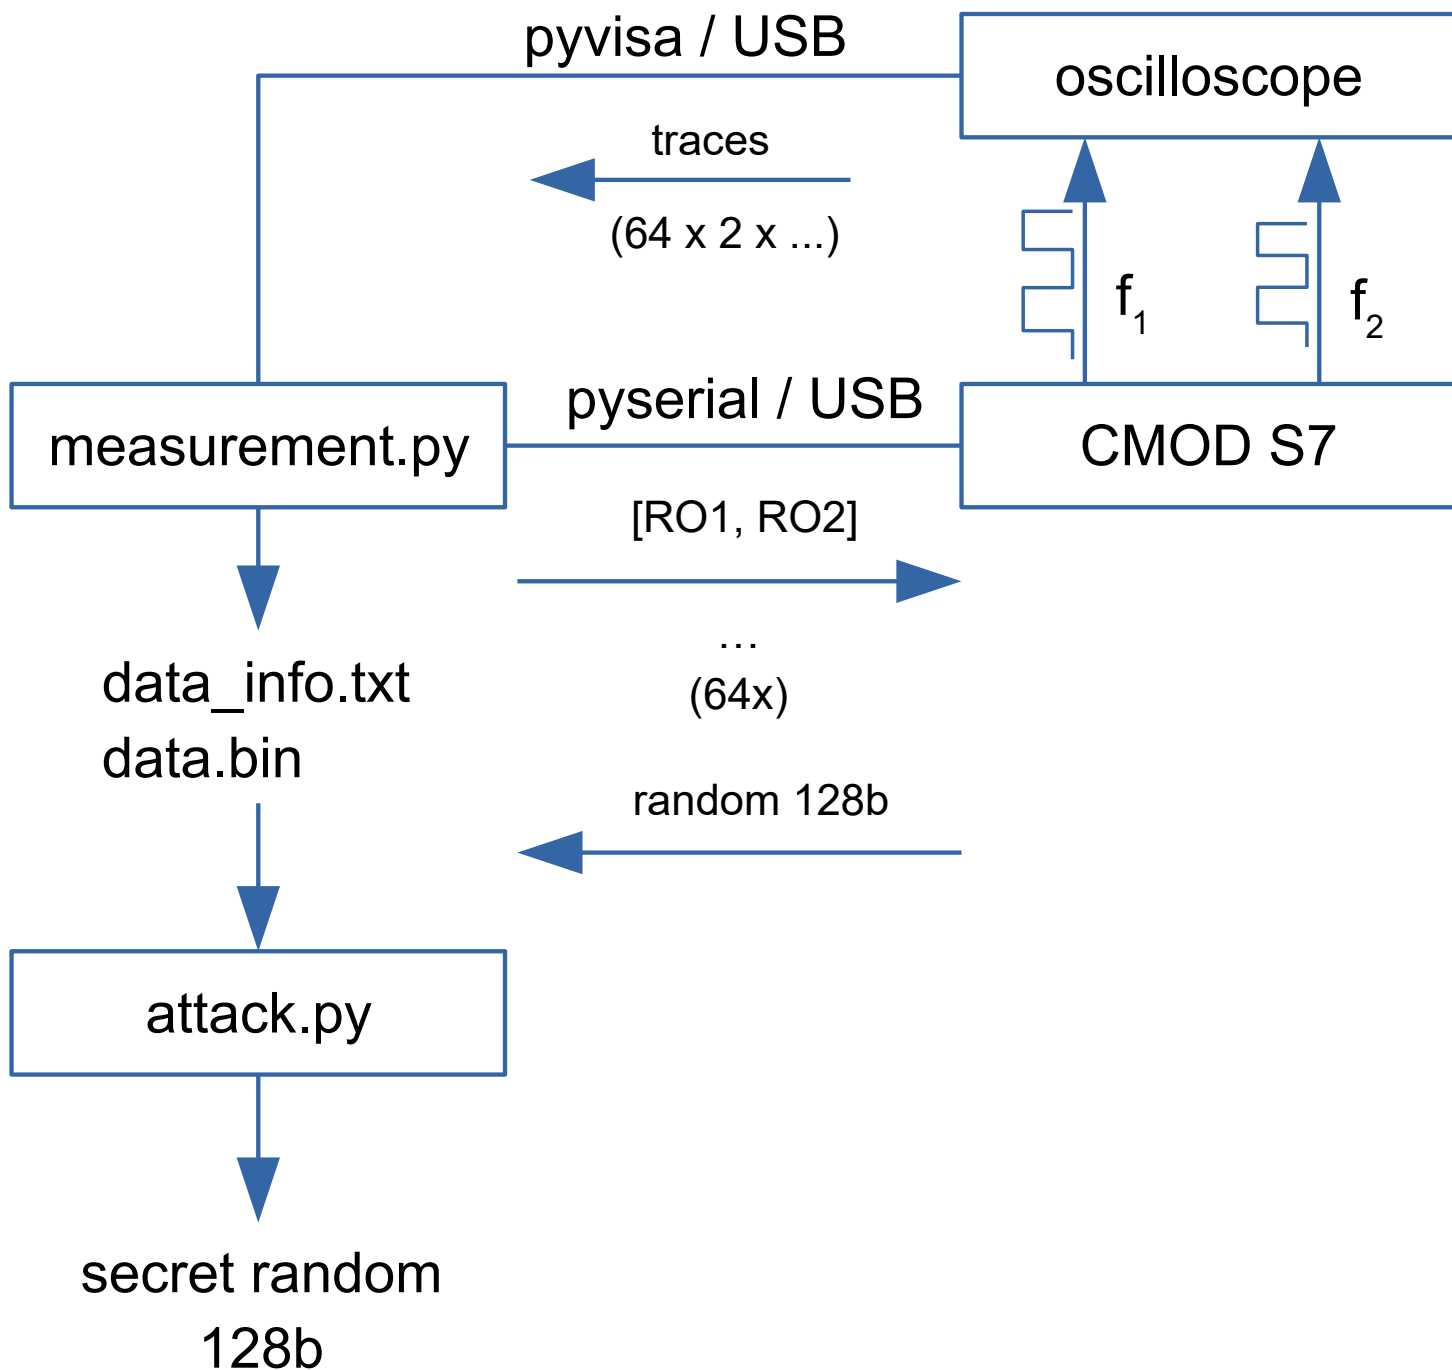 pyvisa / USB
oscilloscope
traces
(64 x 2 x ...)
f1
f2
measurement.py
pyserial / USB
CMOD S7
[RO1, RO2]
...
(64x)
data_info.txt
data.bin
random 128b
attack.py
secret random
128b